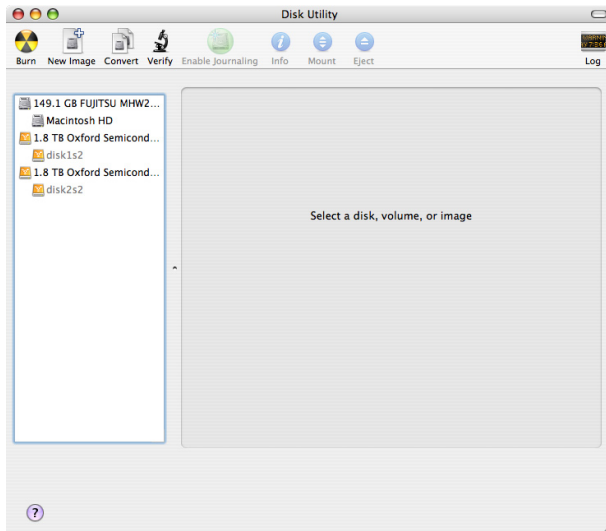 Disk Utility
Burn New Image Convert Verify Enable Journaling Info Mount Eject Log
149.1 GB FUJITSU MHW2...
Macintosh HD
1.8 TB Oxford Semicond...
disk1s2
1.8 TB Oxford Semicond...
disk2s2
Select a disk, volume, or image
?